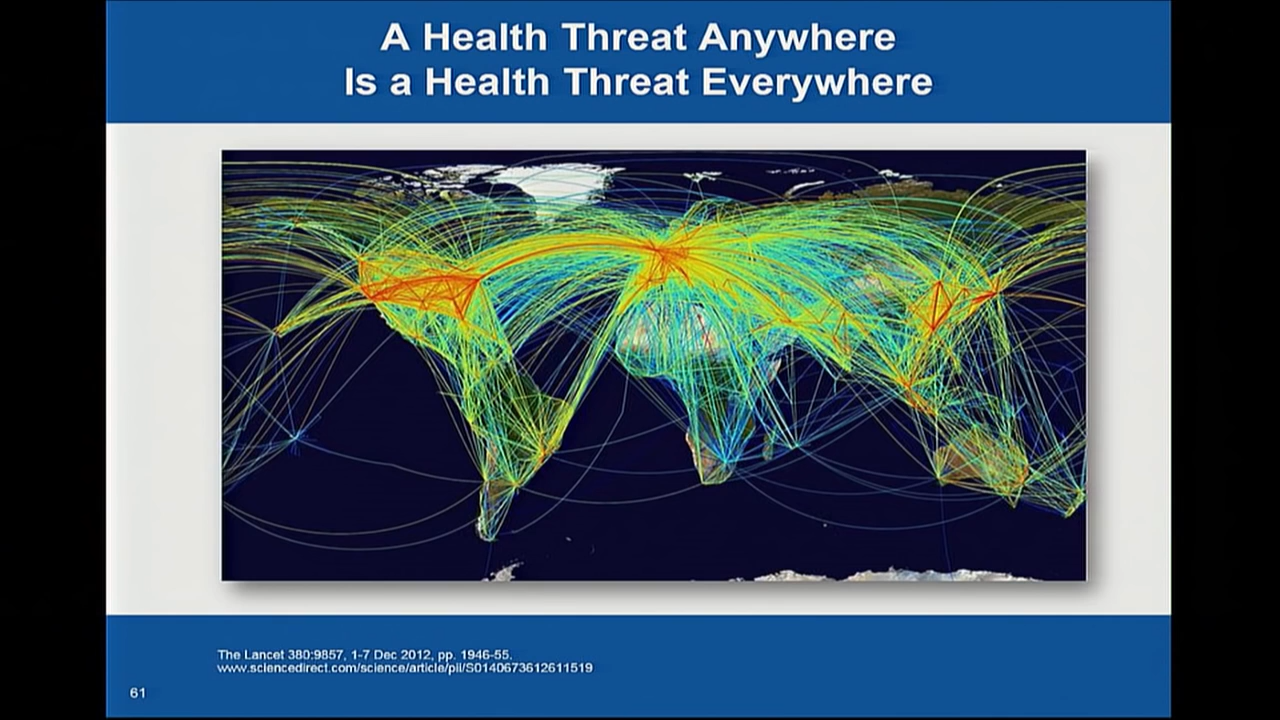 A Health Threat Anywhere
Is a Health Threat Everywhere
The Lancet 380:9857, 1-7 Dec 2012, pp. 1946-55.
www.sciencedirect.com/science/article/pii/S0140673612611519
61